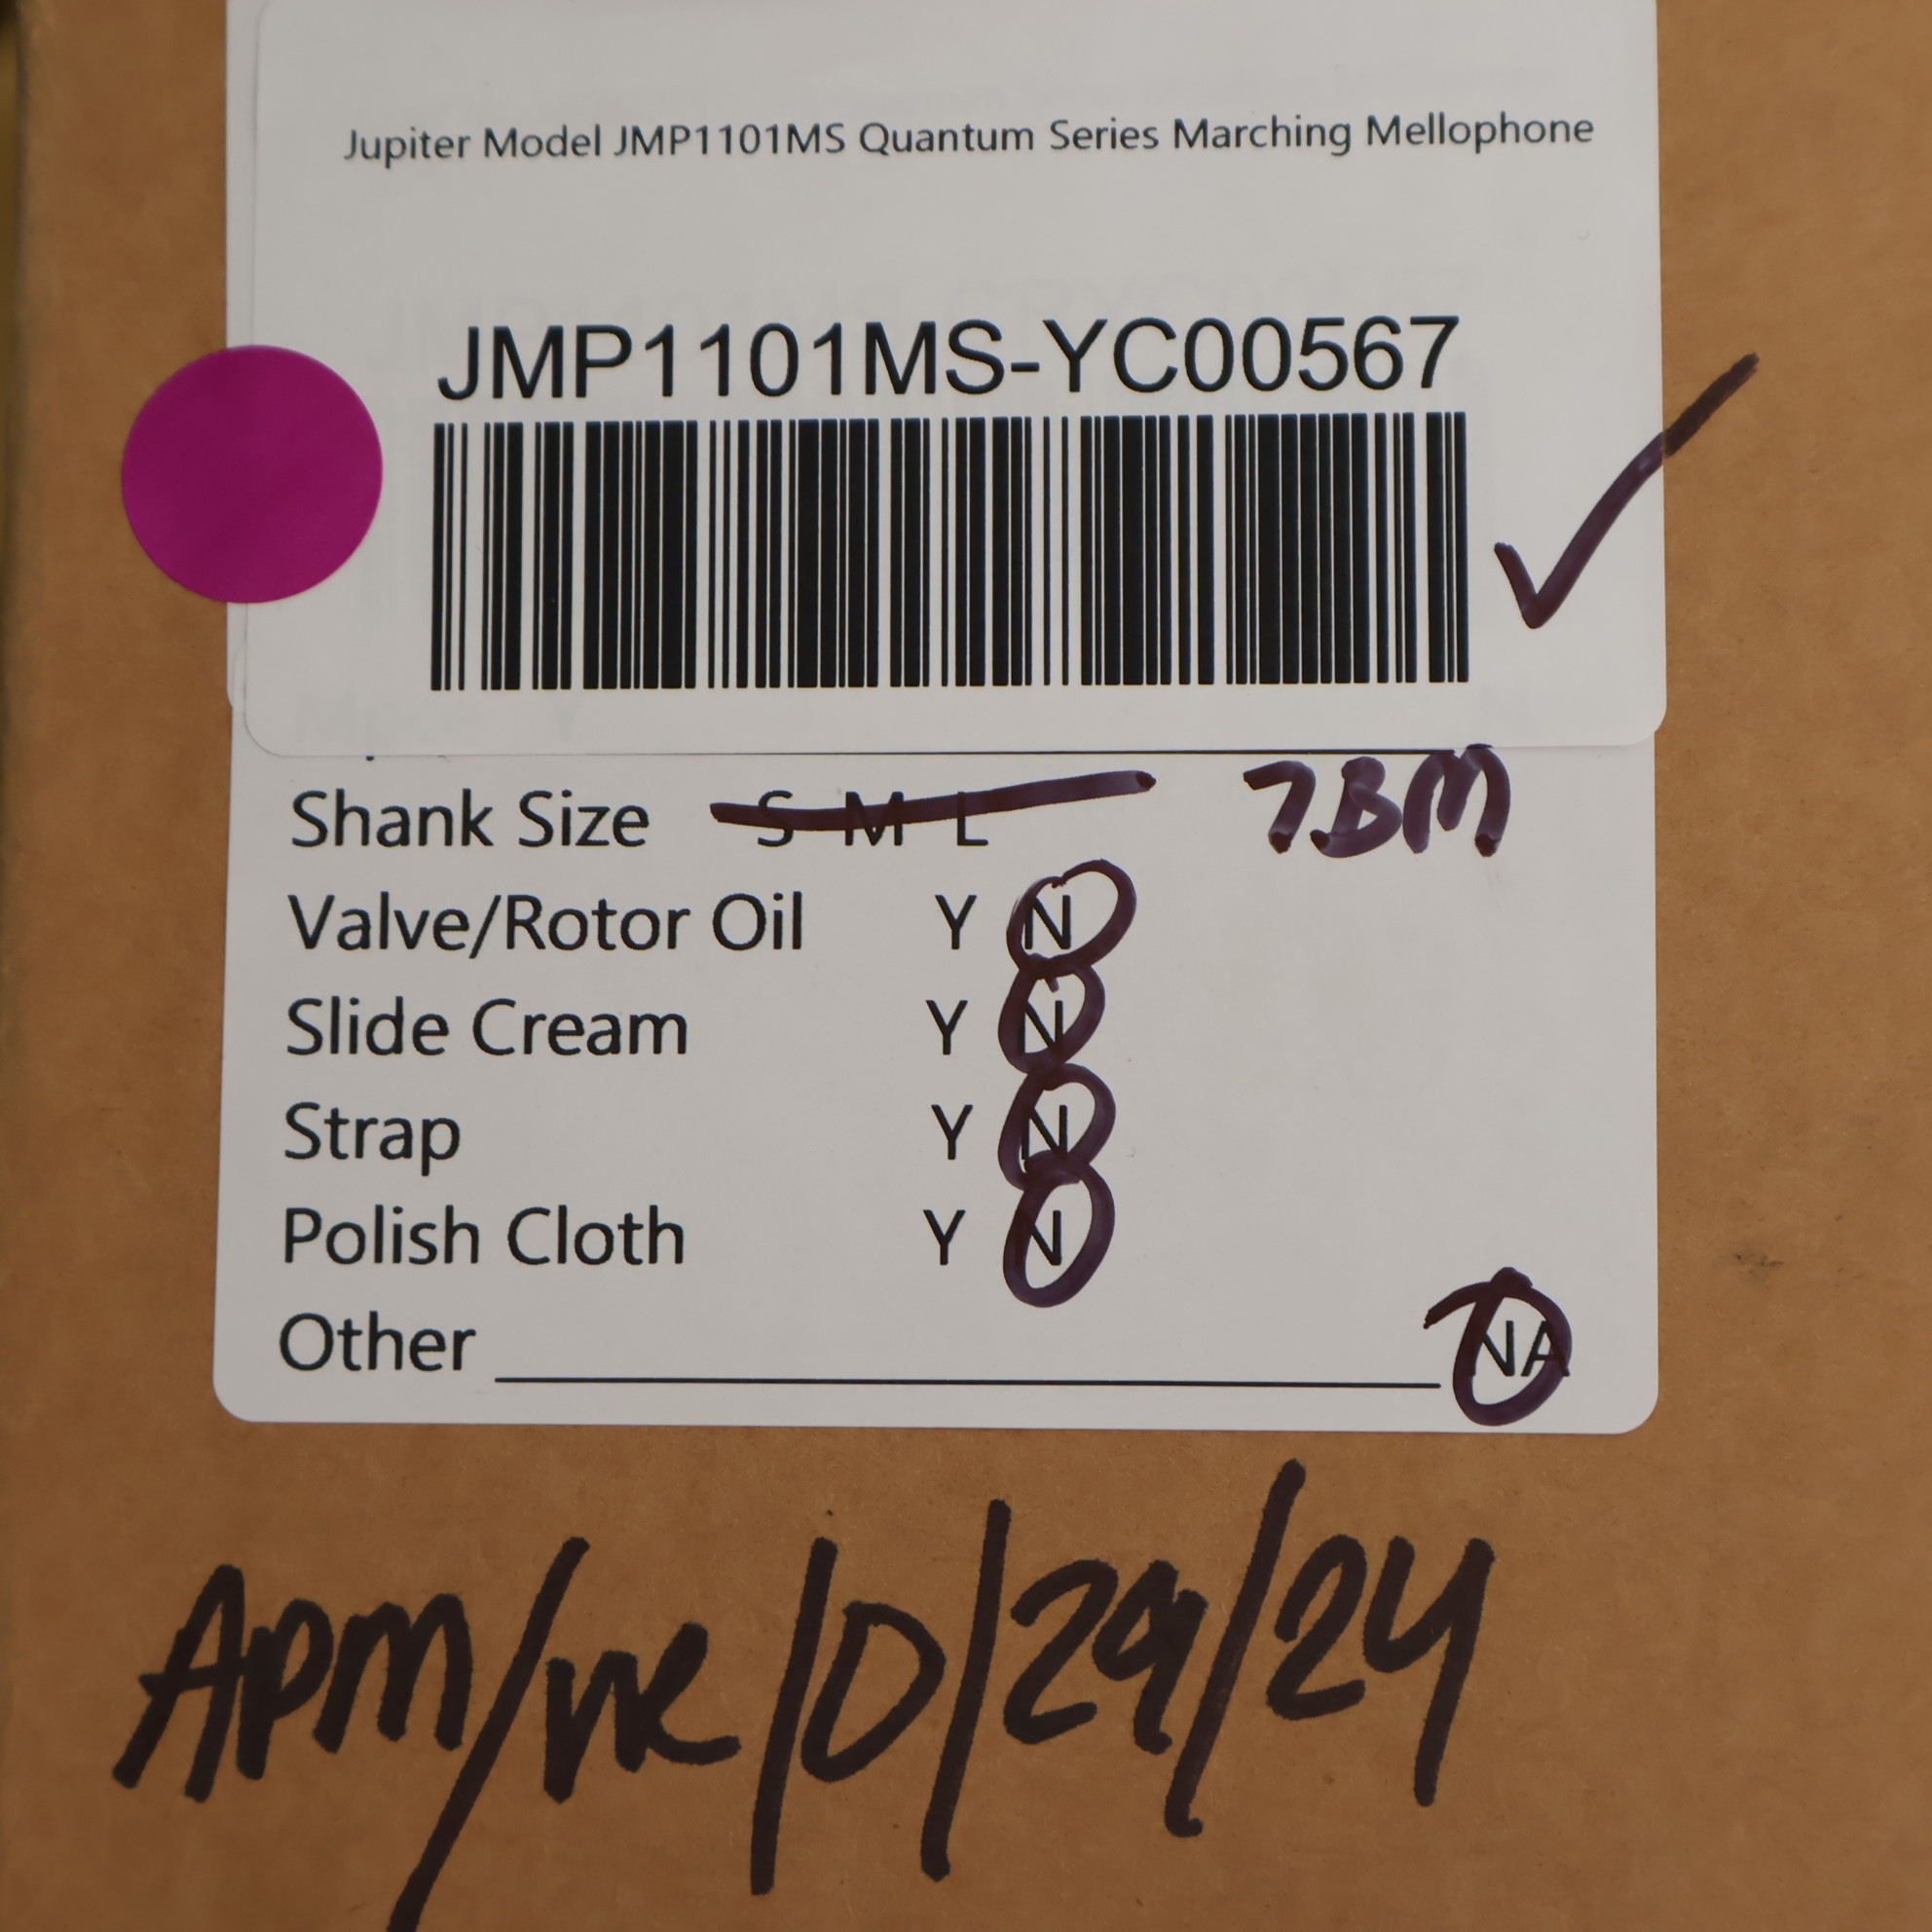 Jupiter Model JMP1101MS Quantum Series Marching Mellophone
JMP1101MS-YC00567
Shank Size S M L 7BM
Valve/Rotor Oil Y N
Slide Cream Y N
Strap Y N
Polish Cloth Y N
Other NA
APM/ve 10/29/24